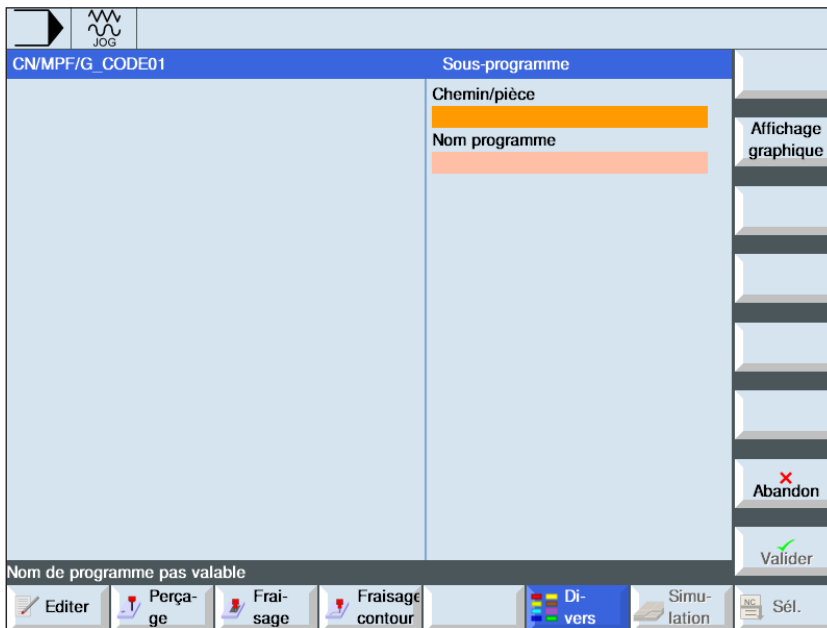 JOG
CN/MPF/G_CODE01
Sous-programme
Chemin/pièce
Nom programme
Affichage
graphique
Abandon
Valider
Nom de programme pas valable
Editer
Perça-
ge
Frai-
sage
Fraisage
contour
Di-
vers
Simu-
lation
NC
Sél.